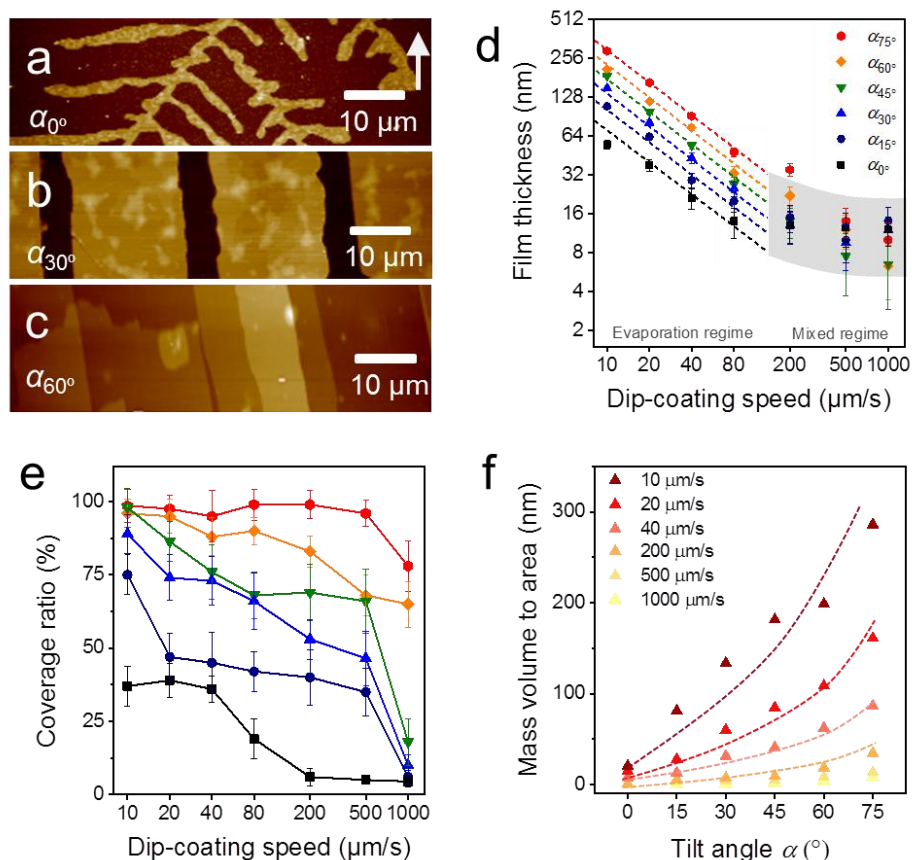 a
α0°
10 µm
b
α30°
10 µm
c
α60°
10 µm
d
Film thickness (nm)
512
256
128
64
32
16
8
4
2
α75°
α60°
α45°
α30°
α15°
α0°
Evaporation regime
Mixed regime
10 20 40 80 200 500 1000
Dip-coating speed (µm/s)
e
Coverage ratio (%)
100
75
50
25
0
10 20 40 80 200 500 1000
Dip-coating speed (µm/s)
f
Mass volume to area (nm)
300
200
100
0
10 µm/s
20 µm/s
40 µm/s
200 µm/s
500 µm/s
1000 µm/s
0 15 30 45 60 75
Tilt angle α (°)